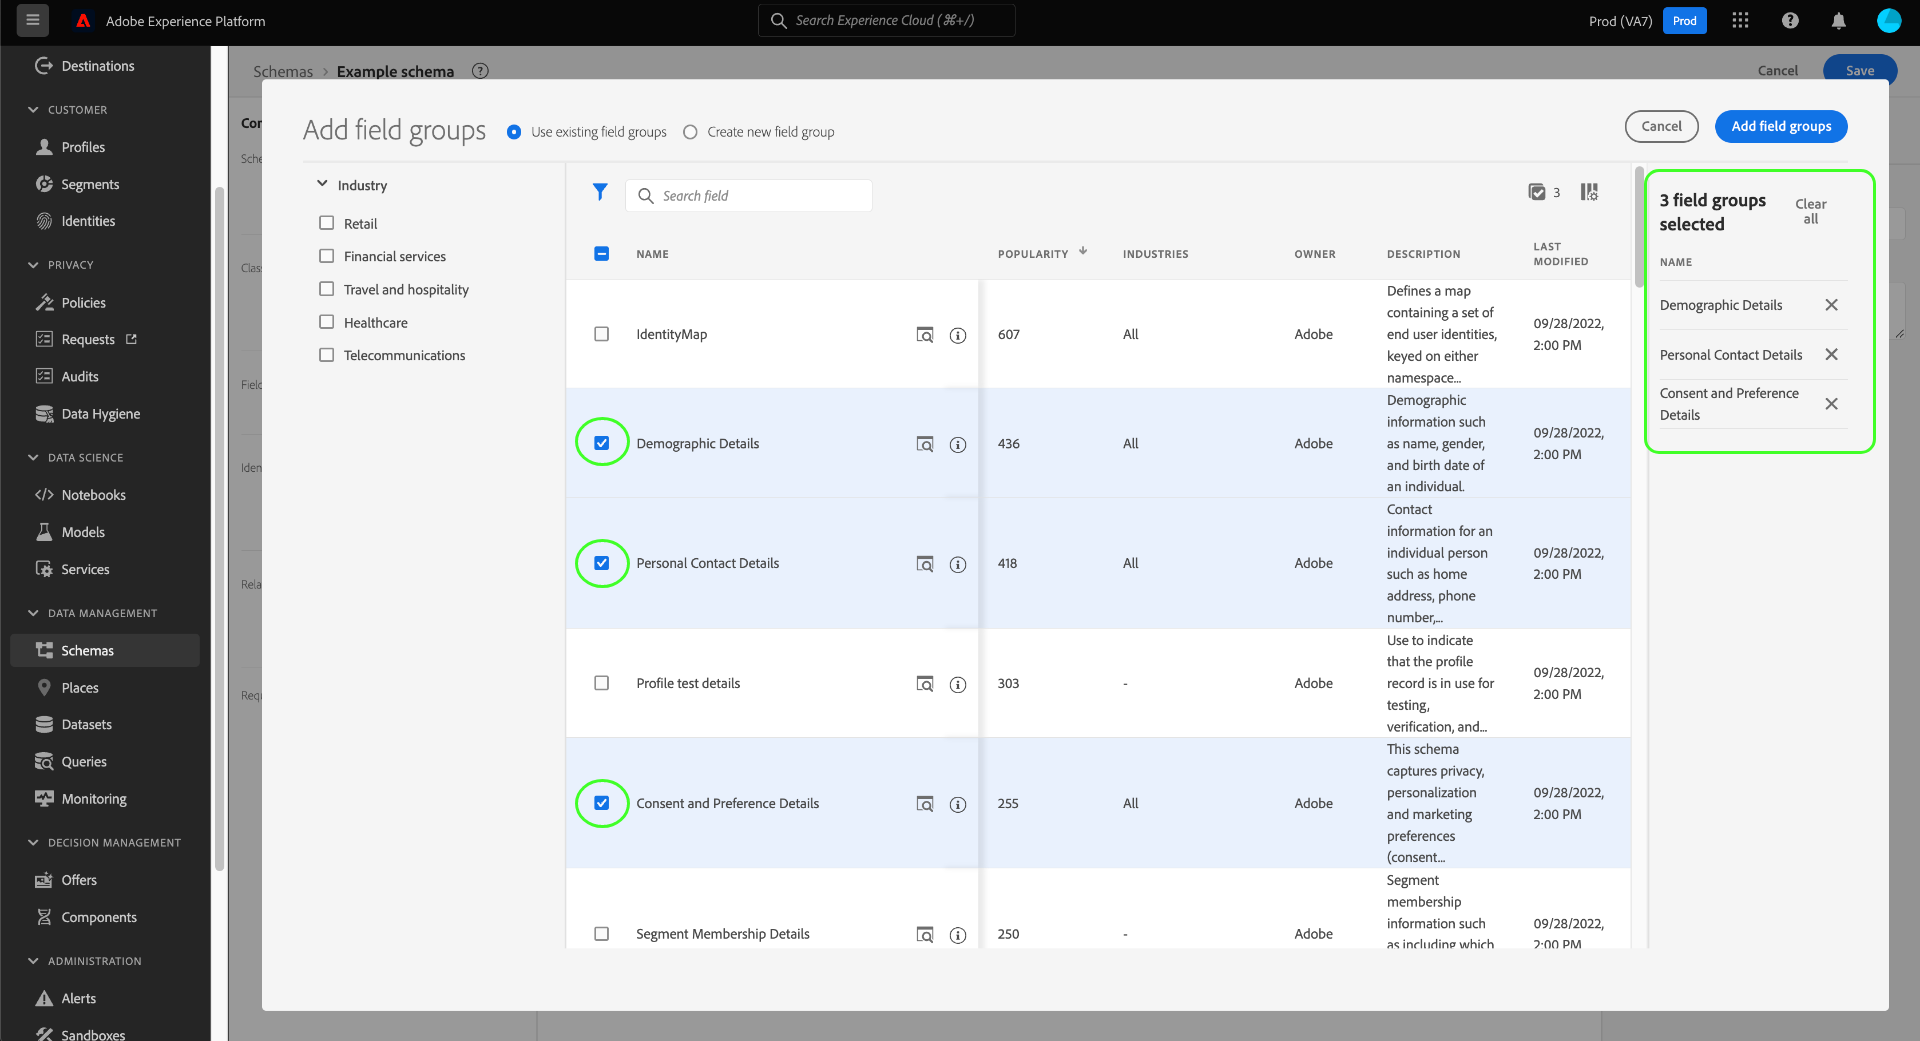 Adobe Experience Platform
Search Experience Cloud (⌘+/)
Prod (VA7)
Prod
Destinations
CUSTOMER
Profiles
Segments
Identities
PRIVACY
Policies
Requests
Audits
Data Hygiene
DATA SCIENCE
Notebooks
Models
Services
DATA MANAGEMENT
Schemas
Places
Datasets
Queries
Monitoring
DECISION MANAGEMENT
Offers
Components
ADMINISTRATION
Alerts
Sandboxes
Schemas › Example schema
Cancel
Save
Add field groups
Use existing field groups
Create new field group
Cancel
Add field groups
Industry
Retail
Financial services
Travel and hospitality
Healthcare
Telecommunications
Search field
3
NAME
POPULARITY
INDUSTRIES
OWNER
DESCRIPTION
LAST
MODIFIED
IdentityMap
607
All
Adobe
Defines a map
containing a set of
end user identities,
keyed on either
namespace...
09/28/2022,
2:00 PM
Demographic Details
436
All
Adobe
Demographic
information such
as name, gender,
and birth date of
an individual.
09/28/2022,
2:00 PM
Personal Contact Details
418
All
Adobe
Contact
information for an
individual person
such as home
address, phone
number,...
09/28/2022,
2:00 PM
Profile test details
303
-
Adobe
Use to indicate
that the profile
record is in use for
testing,
verification, and...
09/28/2022,
2:00 PM
Consent and Preference Details
255
All
Adobe
This schema
captures privacy,
personalization
and marketing
preferences
(consent...
09/28/2022,
2:00 PM
Segment Membership Details
250
-
Adobe
Segment
membership
information such
as including which
09/28/2022,
2:00 PM
3 field groups
selected
Clear
all
NAME
Demographic Details
Personal Contact Details
Consent and Preference
Details